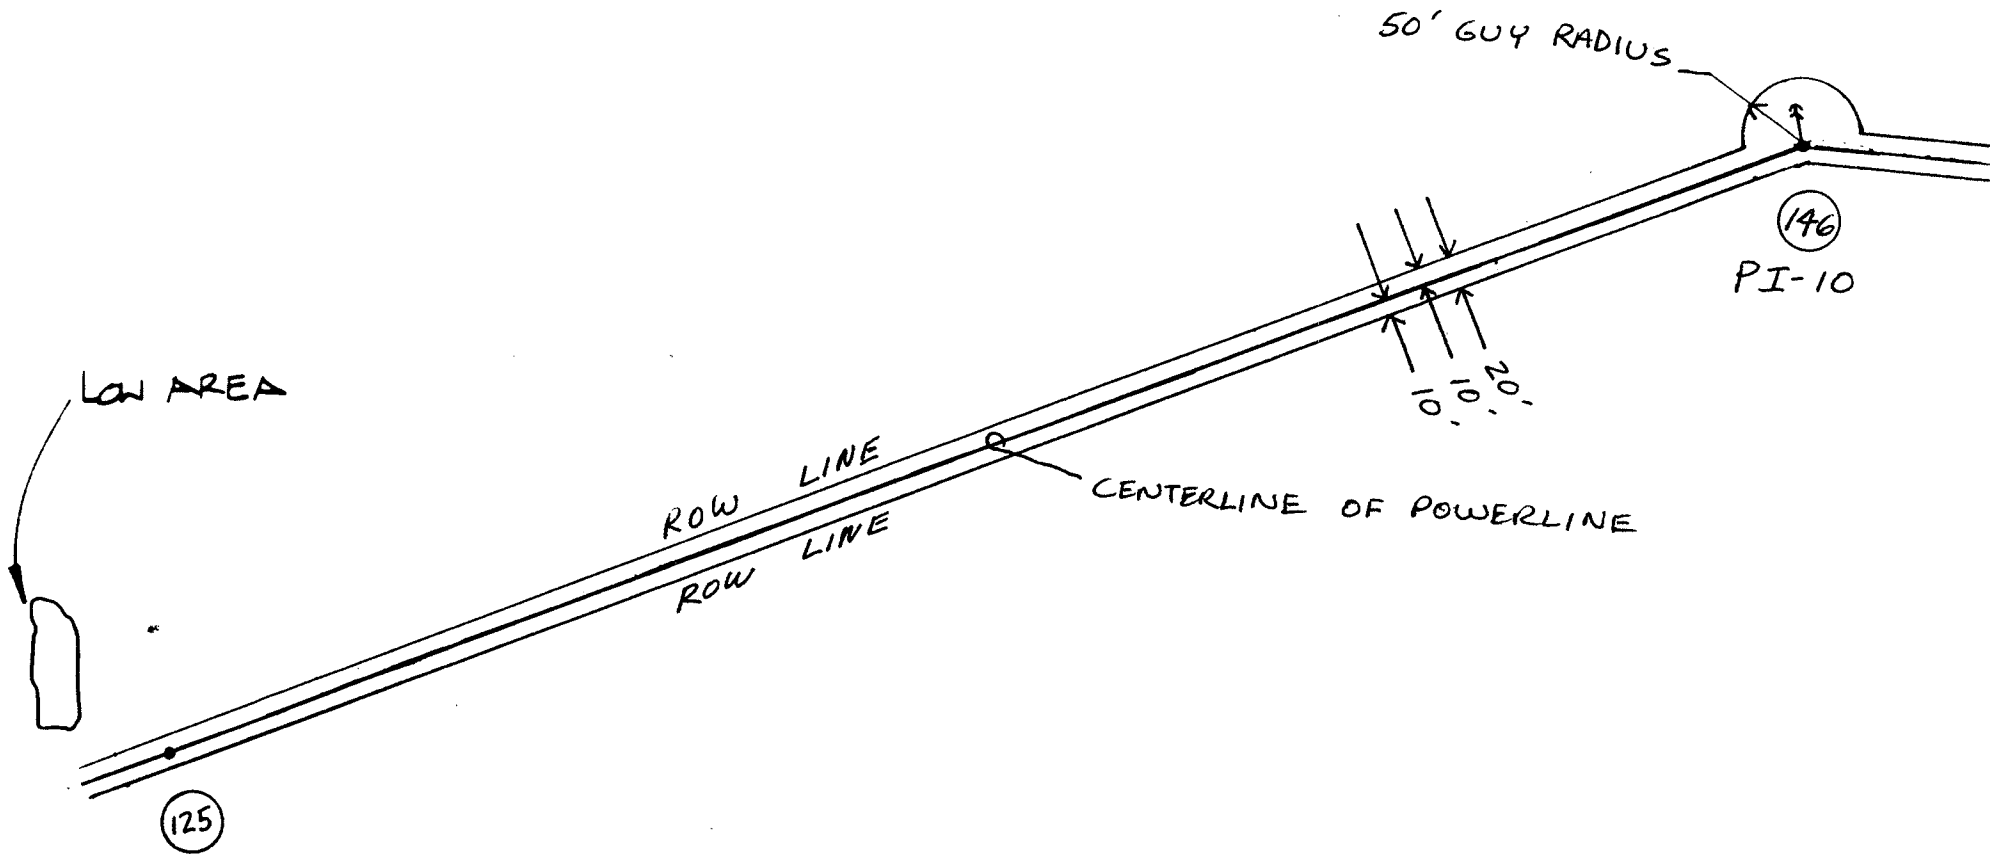 50' GUY RADIUS
146
PI-10
20'
10'
10'
LOW AREA
ROW LINE
ROW LINE
CENTERLINE OF POWERLINE
125